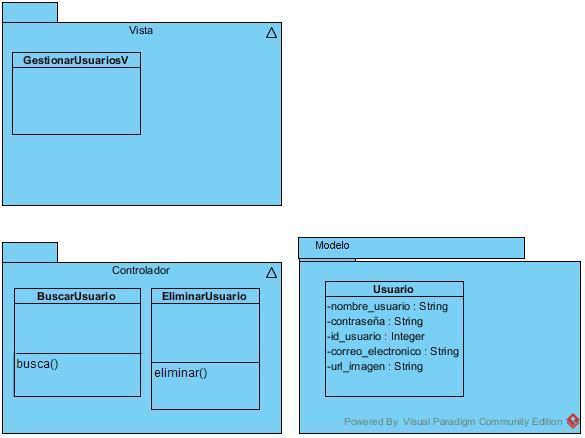 Vista
GestionarUsuariosV
Controlador
BuscarUsuario
busca()
EliminarUsuario
eliminar()
Modelo
Usuario
-nombre_usuario : String
-contraseña : String
-id_usuario : Integer
-correo_electronico : String
-url_imagen : String
Powered By Visual Paradigm Community Edition